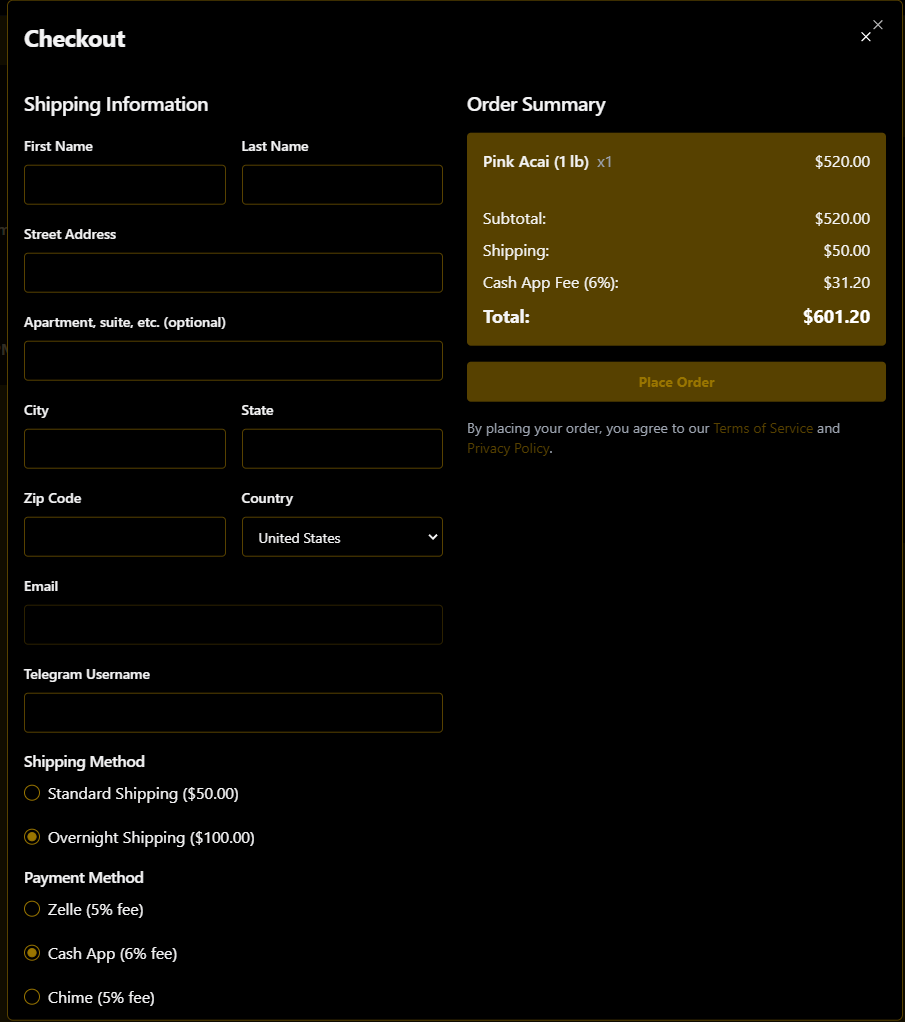 Checkout
Shipping Information
First Name
Last Name
Street Address
Apartment, suite, etc. (optional)
City
State
Zip Code
Country
United States
Email
Telegram Username
Shipping Method
Standard Shipping ($50.00)
Overnight Shipping ($100.00)
Payment Method
Zelle (5% fee)
Cash App (6% fee)
Chime (5% fee)
Order Summary
Pink Acai (1 lb) x1 $520.00
Subtotal: $520.00
Shipping: $50.00
Cash App Fee (6%): $31.20
Total: $601.20
Place Order
By placing your order, you agree to our Terms of Service and
Privacy Policy.